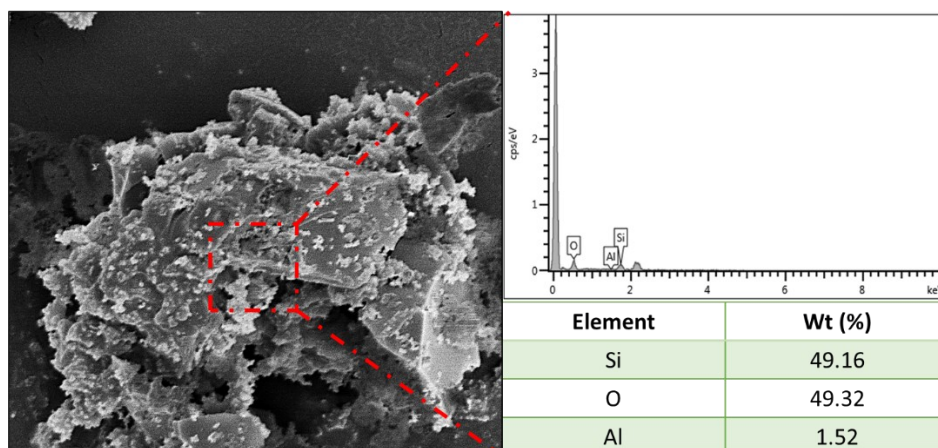 3
2
1
0
cps/eV
O
Al
Si
0 2 4 6 8
Element Wt (%)
Si 49.16
O 49.32
Al 1.52